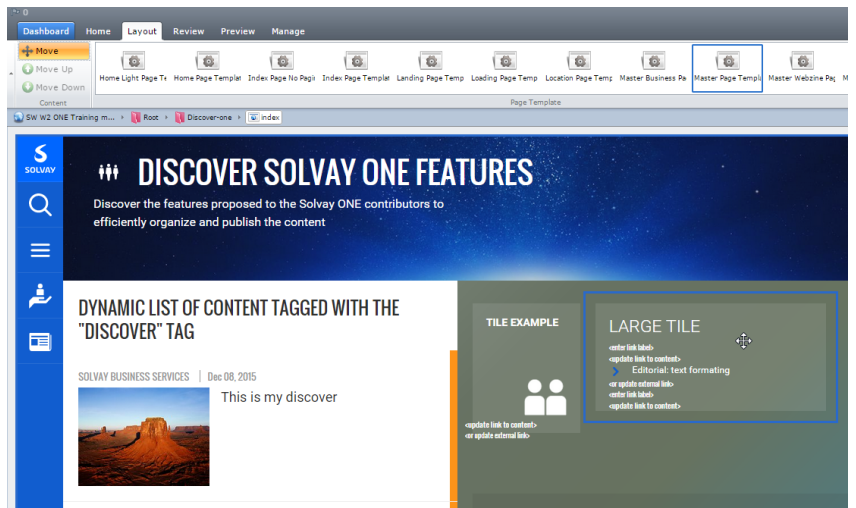 Dashboard Home Layout Review Preview Manage
Move
Move Up
Move Down
Content
Home Light Page Te Home Page Templat Index Page No Pagi Index Page Templat Landing Page Temp Loading Page Temp Location Page Temp Master Business Pa Master Page Templa Master Webzine Pag M
Page Template
SW W2 ONE Training m... Root Discover-one index
S
SOLVAY
DISCOVER SOLVAY ONE FEATURES
Discover the features proposed to the Solvay ONE contributors to
efficiently organize and publish the content
DYNAMIC LIST OF CONTENT TAGGED WITH THE
"DISCOVER" TAG
SOLVAY BUSINESS SERVICES | Dec 08, 2015
This is my discover
TILE EXAMPLE
<update link to content>
<or update external link>
LARGE TILE
<enter link label>
<update link to content>
Editorial: text formating
<or update external link>
<enter link label>
<update link to content>